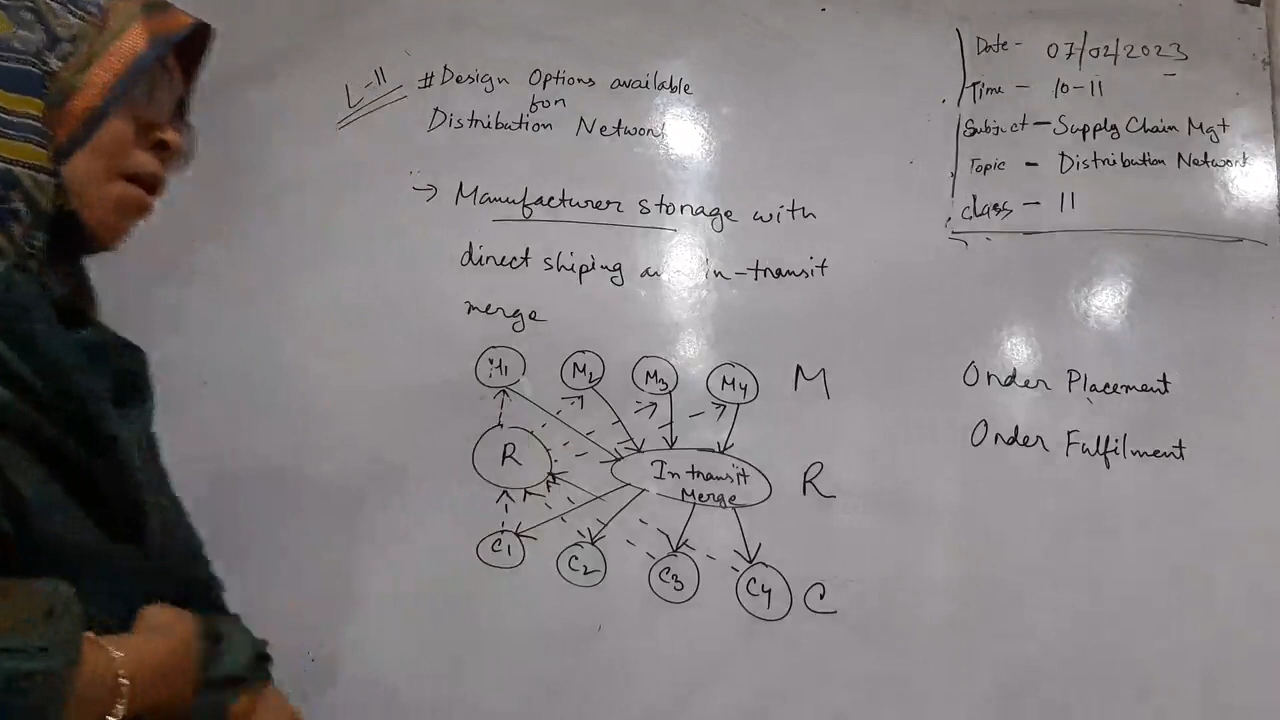 L-11
#Design Options available
for
Distribution Network
→ Manufacturer storage with
direct shiping in-transit
merge
M1 M2 M3 M4 M
R
In transit
Merge
R
C1 C2 C3 C4 C
Date - 07/02/2023
Time - 10-11
Subject - Supply Chain Mgt
Topic - Distribution Network
class - 11
Order Placement
Order Fulfilment